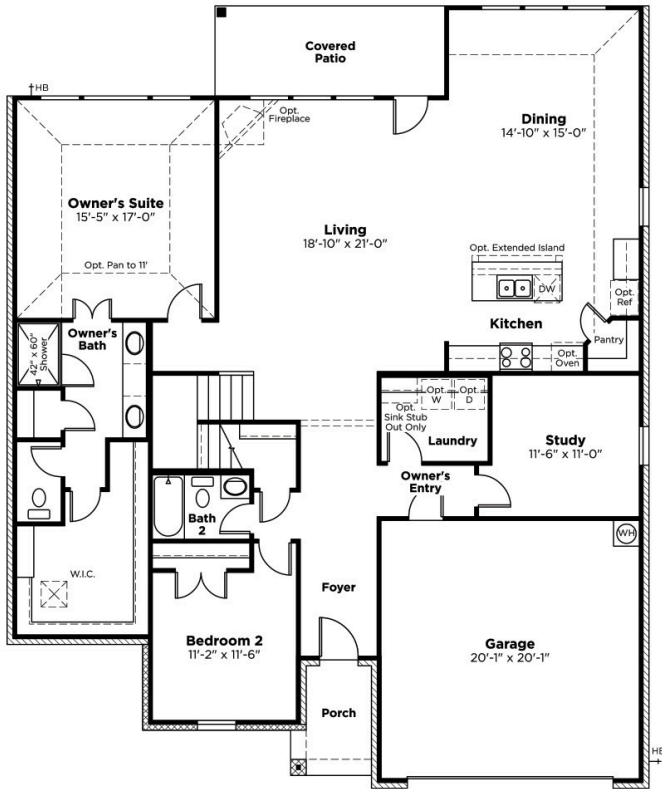 Covered
Patio
HB
Opt.
Fireplace
Dining
14'-10" x 15'-0"
Owner's Suite
15'-5" x 17'-0"
Living
18'-10" x 21'-0"
Opt. Extended Island
Opt. Pan to 11'
DW
Opt.
Ref
Owner's
Bath
42" x 60"
Shower
Kitchen
Pantry
Opt.
Oven
Opt.
W
Opt.
D
Opt.
Sink Stub
Out Only
Laundry
Study
11'-6" x 11'-0"
Owner's
Entry
Bath
2
WH
W.I.C.
Foyer
Bedroom 2
11'-2" x 11'-6"
Garage
20'-1" x 20'-1"
Porch
HB